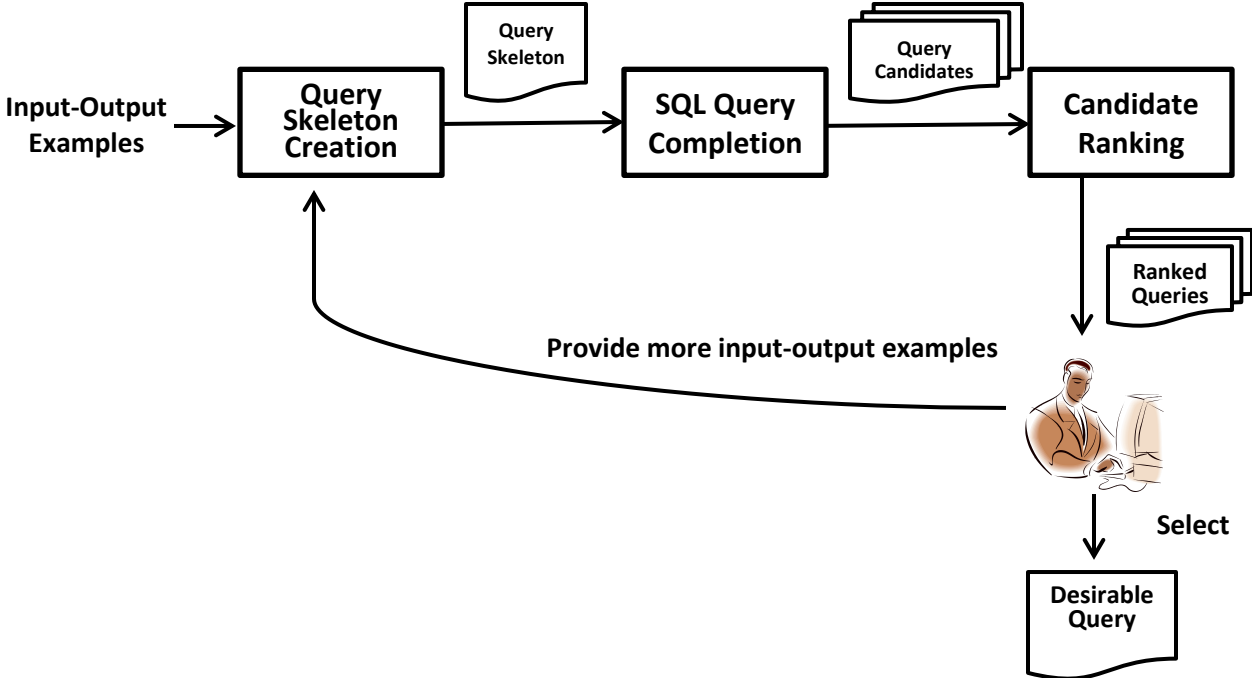 Query
Skeleton
Query
Candidates
Input-Output
Examples
Query
Skeleton
Creation
SQL Query
Completion
Candidate
Ranking
Ranked
Queries
Provide more input-output examples
Select
Desirable
Query